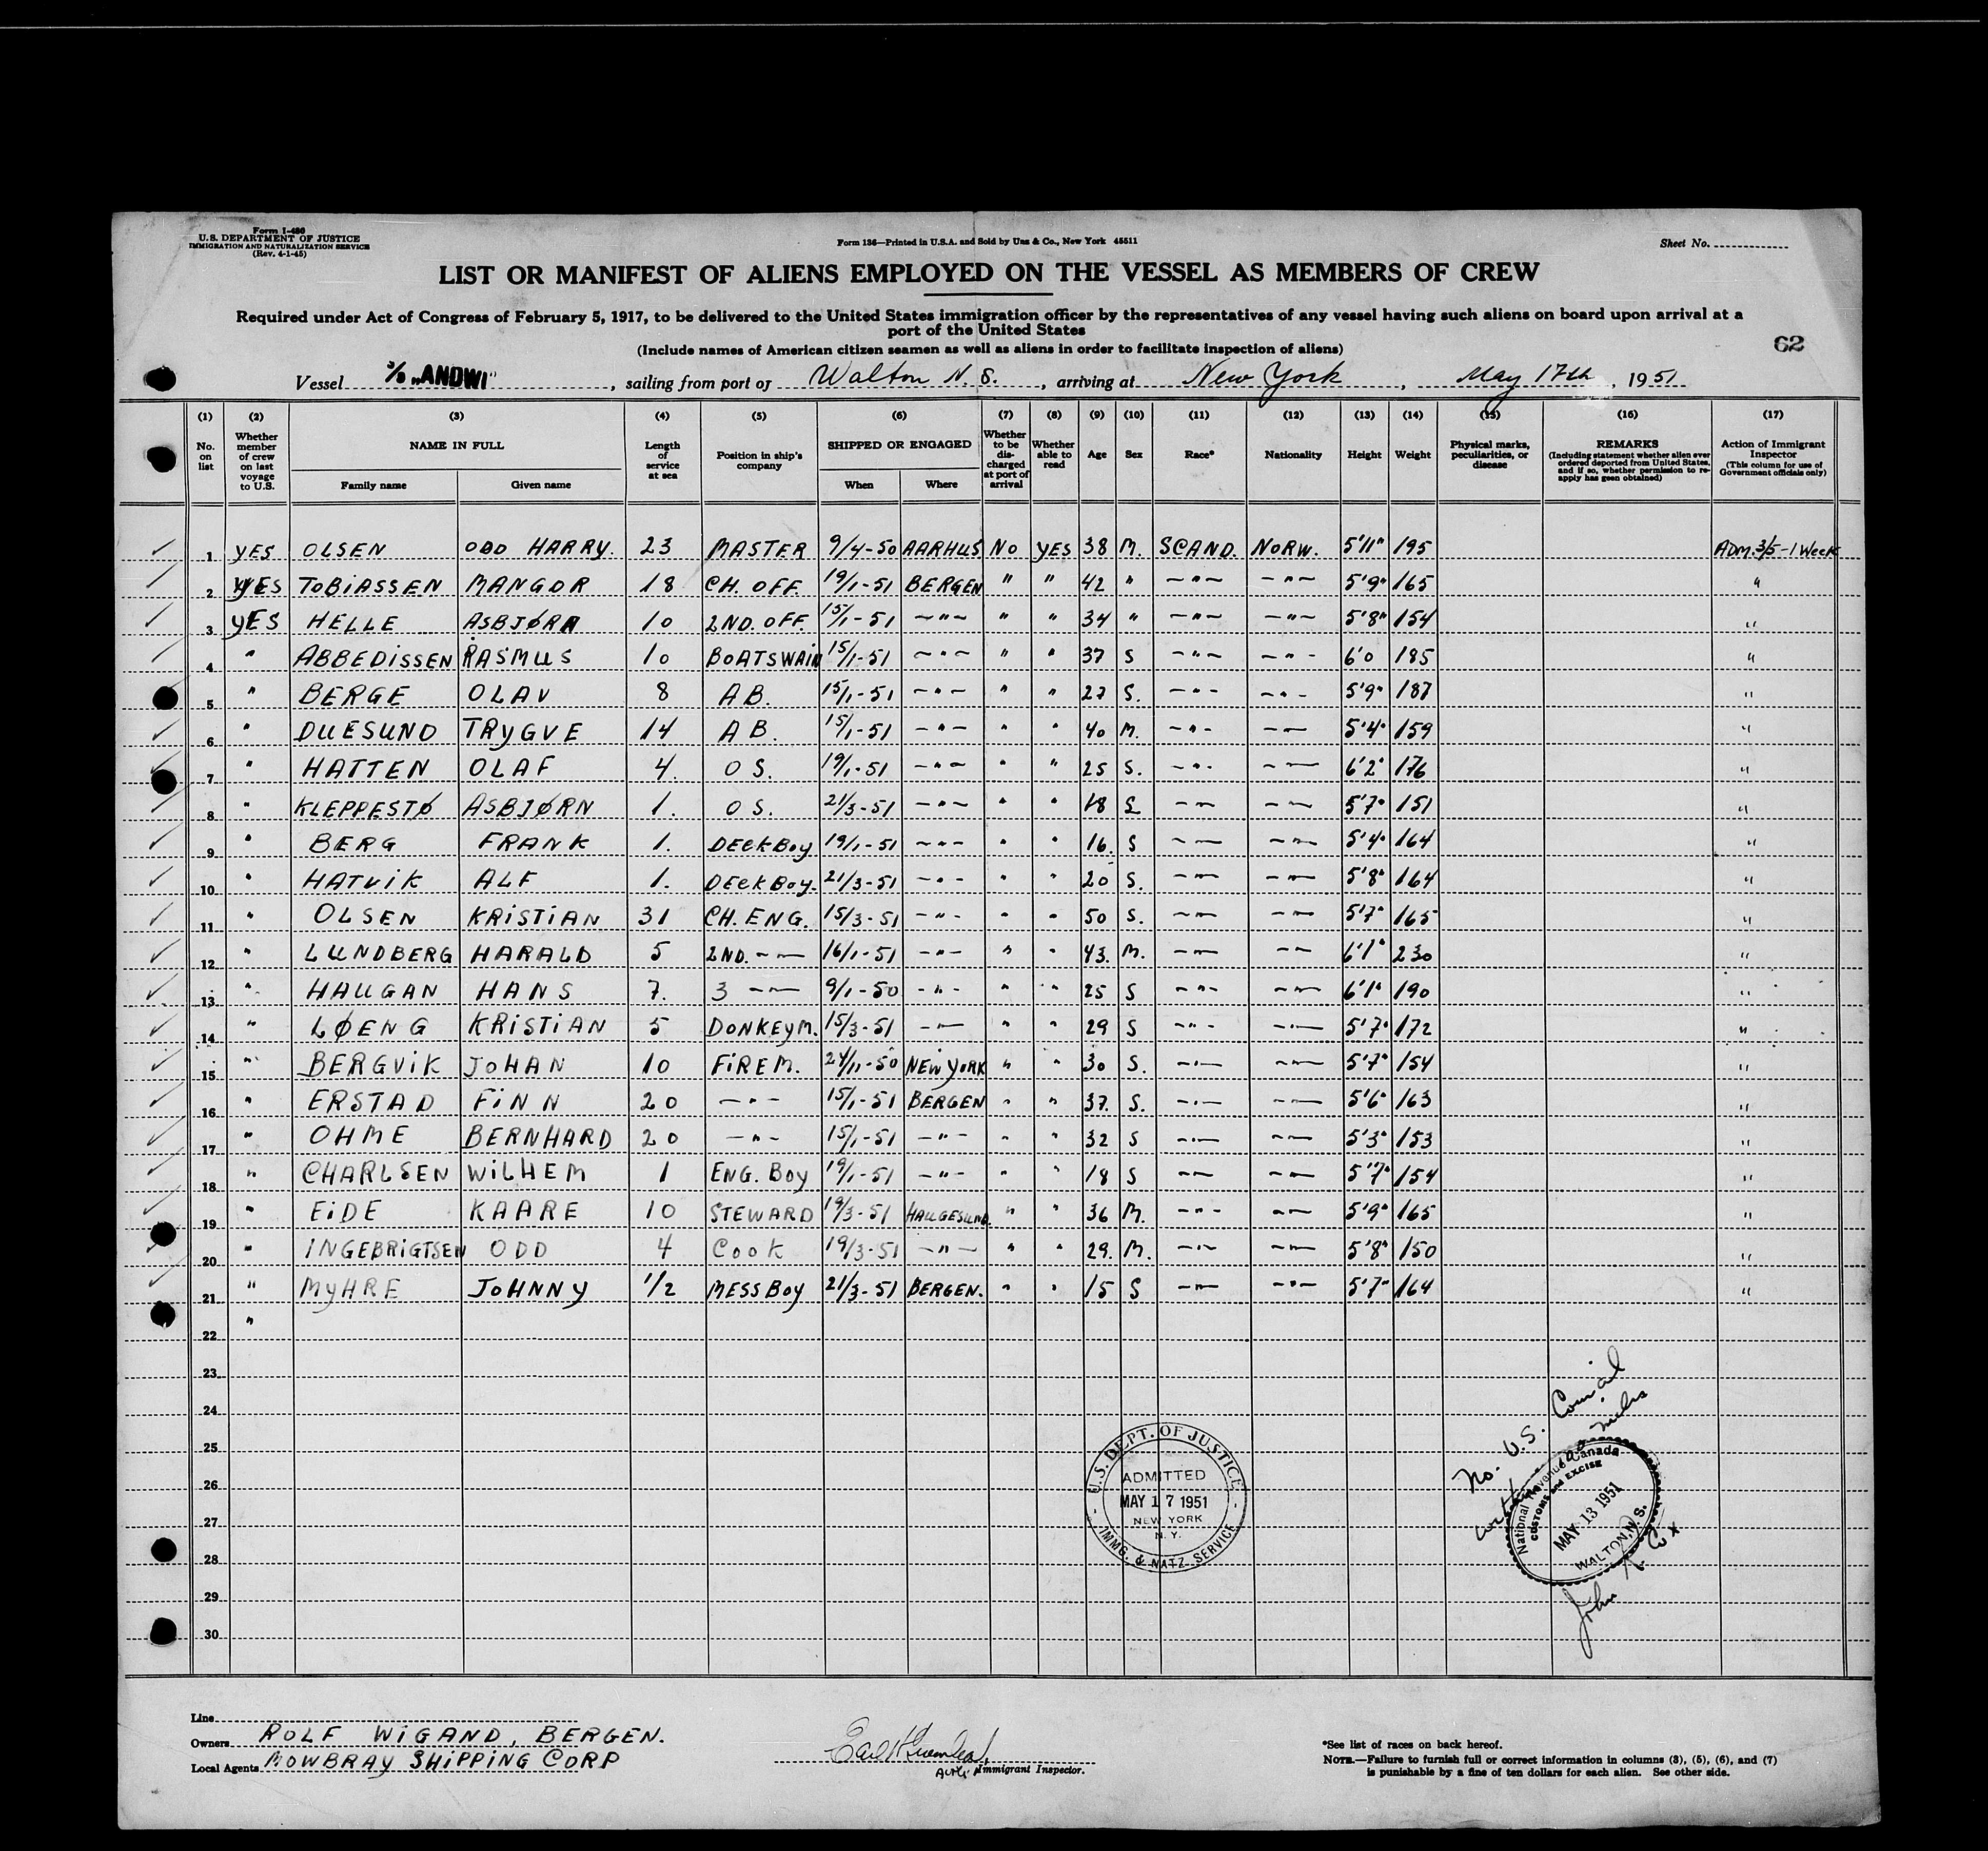 Form I-480
U.S. DEPARTMENT OF JUSTICE
IMMIGRATION AND NATURALIZATION SERVICE
(Rev. 4-1-45)
Form 136—Printed in U.S.A. and Sold by Unz & Co., New York 45511
Sheet No.
LIST OR MANIFEST OF ALIENS EMPLOYED ON THE VESSEL AS MEMBERS OF CREW
Required under Act of Congress of February 5, 1917, to be delivered to the United States immigration officer by the representatives of any vessel having such aliens on board upon arrival at a
port of the United States
(Include names of American citizen seamen as well as aliens in order to facilitate inspection of aliens)
62
Vessel S/S „ANDWI" , sailing from port of Walton N. S. , arriving at New York , May 17th , 1951
(1) (2) (3) (4) (5) (6) (7) (8) (9) (10) (11) (12) (13) (14) (15) (16) (17)
No. on list
Whether member of crew on last voyage to U.S.
NAME IN FULL
Family name
Given name
Length of service at sea
Position in ship's company
SHIPPED OR ENGAGED
When
Where
Whether to be discharged at port of arrival
Whether able to read
Age
Sex
Race*
Nationality
Height
Weight
Physical marks, peculiarities, or disease
REMARKS
(Including statement whether alien ever ordered deported from United States, and if so, whether permission to re-apply has geen obtained)
Action of Immigrant Inspector
(This column for use of Government officials only)
1 YES OLSEN ODD HARRY. 23 MASTER 9/4-50 AARHUS NO YES 38 M. SCAND. NORW. 5'11" 195 ADM. 3/5 - 1 Week
2 YES TOBIASSEN MANGOR 18 CH. OFF. 19/1-51 BERGEN " " 42 " -"- -"- 5'9" 165 "
3 YES HELLE ASBJØRN 10 2ND. OFF. 15/1-51 -"- " " 34 " -"- -"- 5'8" 154 "
4 " ABBEDISSEN RASMUS 10 BOATSWAIN 15/1-51 -"- " " 37 S -"- -"- 6'0 185 "
5 " BERGE OLAV 8 AB. 15/1-51 -"- " " 27 S. -"- -"- 5'9" 187 "
6 " DUESUND TRYGVE 14 AB. 15/1-51 -"- " " 40 M. -"- -"- 5'4" 159 "
7 " HATTEN OLAF 4. OS. 19/1-51 -"- " " 25 S. -"- -"- 6'2" 176 "
8 " KLEPPESTØ ASBJØRN 1. OS. 21/3-51 -"- " " 18 S -"- -"- 5'7" 151 "
9 " BERG FRANK 1. DECKBOY 19/1-51 -"- " " 16. S -"- -"- 5'4" 164 "
10 " HATVIK ALF 1. DECKBOY. 21/3-51 -"- " " 20 S. -"- -"- 5'8" 164 "
11 " OLSEN KRISTIAN 31 CH. ENG. 15/3-51 -"- " " 50 S. -"- -"- 5'7" 165 "
12 " LUNDBERG HARALD 5 2ND. -"- 16/1-51 -"- " " 43. M. -"- -"- 6'1" 230 "
13 " HAUGAN HANS 7. 3 -"- 9/1-50 -"- " " 25 S -"- -"- 6'1" 190 "
14 " LØENG KRISTIAN 5 DONKEYM. 15/3-51 -"- " " 29 S -"- -"- 5'7" 172 "
15 " BERGVIK JOHAN 10 FIREM. 24/11-50 NEW YORK " " 30 S. -"- -"- 5'7" 154 "
16 " ERSTAD FINN 20 -"- 15/1-51 BERGEN " " 37. S. -"- -"- 5'6" 163 "
17 " OHME BERNHARD 20 -"- 15/1-51 -"- " " 32 S -"- -"- 5'3" 153 "
18 " CHARLSEN WILHEM 1 ENG. BOY 19/1-51 -"- " " 18 S -"- -"- 5'7" 154 "
19 " EIDE KAARE 10 STEWARD 19/3-51 HAUGESUND. " " 36 M. -"- -"- 5'9" 165 "
20 " INGEBRIGTSEN ODD 4 COOK 19/3-51 -"- " " 29. M. -"- -"- 5'8" 150 "
21 " MYHRE JOHNNY 1/2 MESSBOY 21/3-51 BERGEN. " " 15 S -"- -"- 5'7" 164 "
22 "
23
24
25
26
27
28
29
30
U.S. DEPT. OF JUSTICE
ADMITTED
MAY 17 1951
NEW YORK
N. Y.
IMMG. & NATZ. SERVICE
No. U.S.
miles
National Revenue Canada
CUSTOMS and EXCISE
MAY 13 1951
WALTON, N.S.
John
Line
Owners ROLF WIGAND, BERGEN.
Local Agents MOWBRAY SHIPPING CORP
Immigrant Inspector.
*See list of races on back hereof.
NOTE.—Failure to furnish full or correct information in columns (3), (5), (6), and (7)
is punishable by a fine of ten dollars for each alien. See other side.